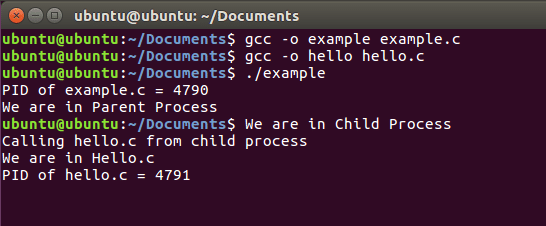 ubuntu@ubuntu: ~/Documents
ubuntu@ubuntu:~/Documents$ gcc -o example example.c
ubuntu@ubuntu:~/Documents$ gcc -o hello hello.c
ubuntu@ubuntu:~/Documents$ ./example
PID of example.c = 4790
We are in Parent Process
ubuntu@ubuntu:~/Documents$ We are in Child Process
Calling hello.c from child process
We are in Hello.c
PID of hello.c = 4791